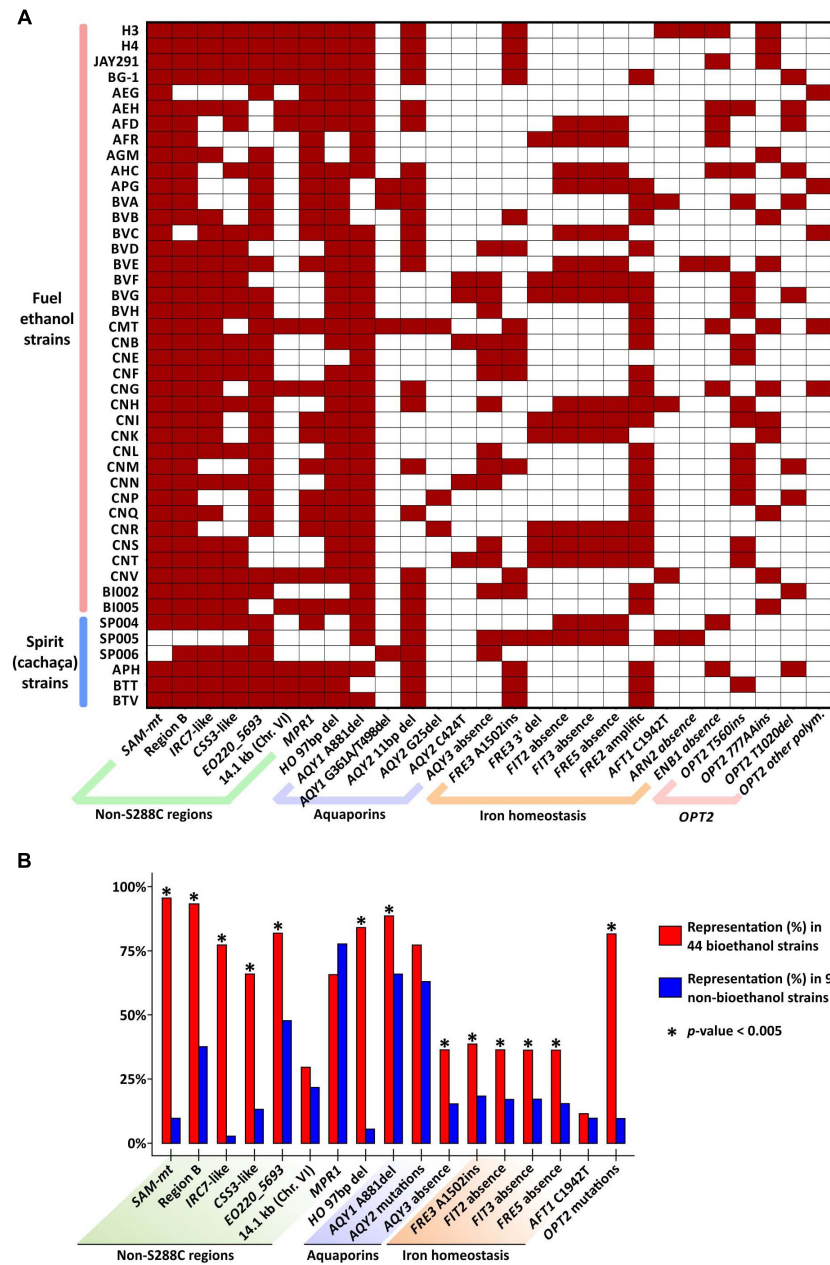 A
H3
H4
JAY291
BG-1
AEG
AEH
AFD
AFR
AGM
AHC
APG
BVA
BVB
BVC
BVD
BVE
BVF
BVG
BVH
CMT
CNB
CNE
CNF
CNG
CNH
CNI
CNK
CNL
CNM
CNN
CNP
CNQ
CNR
CNS
CNT
CNV
BI002
BI005
SP004
SP005
SP006
APH
BTT
BTV
Fuel
ethanol
strains
Spirit
(cachaça)
strains
SAM-mt
Region B
IRC7-like
CSS3-like
EO220_5693
14.1 kb (Chr. VI)
MPR1
HO 97bp del
AQY1 A881del
AQY1 G361A/T498del
AQY2 11bp del
AQY2 G25del
AQY2 C424T
AQY3 absence
FRE3 A1502ins
FRE3 3' del
FIT2 absence
FIT3 absence
FRE5 absence
FRE2 amplific
AFT1 C1942T
ARN2 absence
ENB1 absence
OPT2 T560ins
OPT2 777AAins
OPT2 T1020del
OPT2 other polym.
Non-S288C regions
Aquaporins
Iron homeostasis
OPT2
B
100%
75%
50%
25%
0%
* * * * * * * * * * * * *
Representation (%) in
44 bioethanol strains
Representation (%) in 9
non-bioethanol strains
* p-value < 0.005
SAM-mt
Region B
IRC7-like
CSS3-like
EO220_5693
14.1 kb (Chr. VI)
MPR1
HO 97bp del
AQY1 A881del
AQY2 mutations
AQY3 absence
FRE3 A1502ins
FIT2 absence
FIT3 absence
FRE5 absence
AFT1 C1942T
OPT2 mutations
Non-S288C regions
Aquaporins
Iron homeostasis